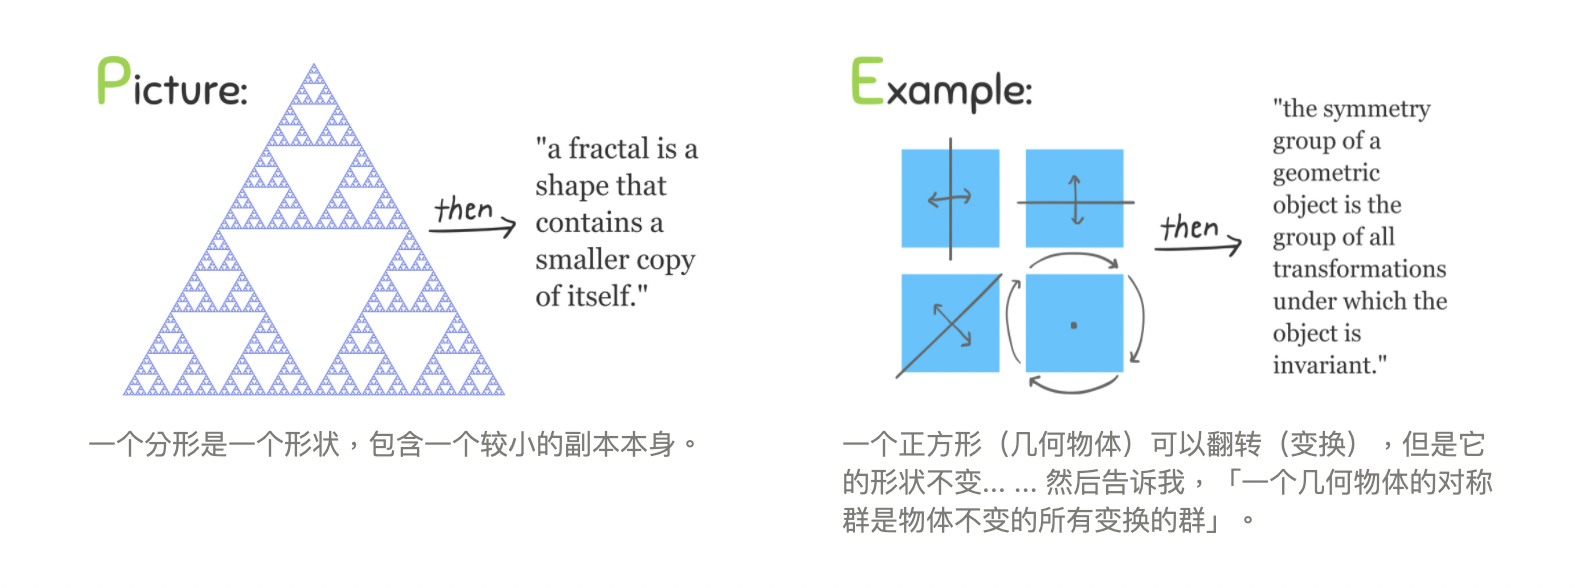 Picture:
then
"a fractal is a
shape that
contains a
smaller copy
of itself."
一个分形是一个形状，包含一个较小的副本本身。
Example:
then
"the symmetry
group of a
geometric
object is the
group of all
transformations
under which the
object is
invariant."
一个正方形（几何物体）可以翻转（变换），但是它
的形状不变... ... 然后告诉我，「一个几何物体的对称
群是物体不变的所有变换的群」。